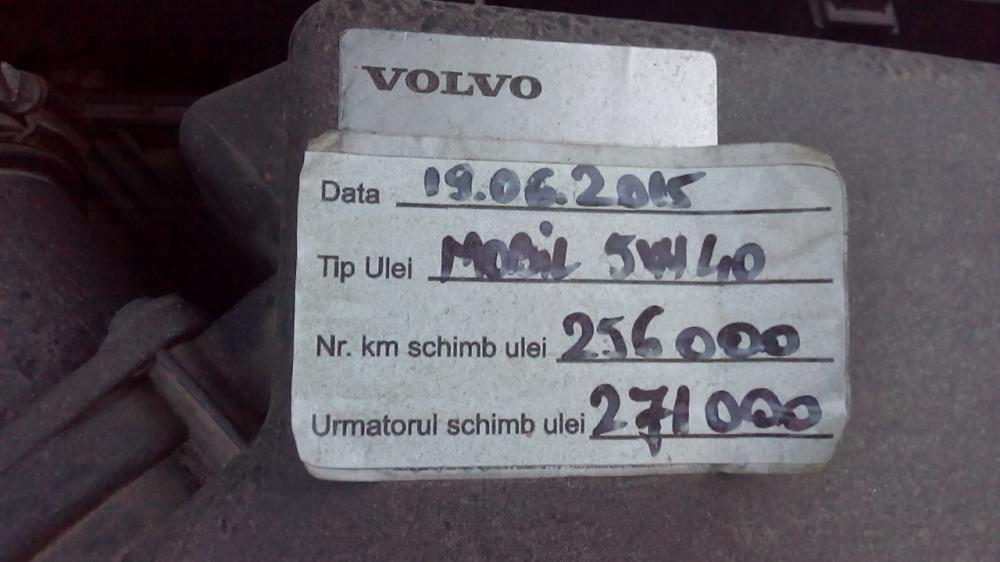 VOLVO
Data 19.06.2015
Tip Ulei MOBIL 5W40
Nr. km schimb ulei 256000
Urmatorul schimb ulei 271000